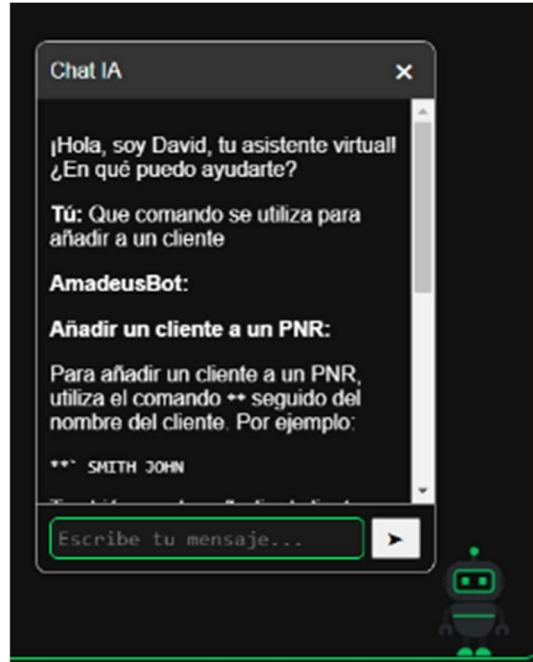 Chat IA ×
¡Hola, soy David, tu asistente virtual!
¿En qué puedo ayudarte?
Tú: Que comando se utiliza para
añadir a un cliente
AmadeusBot:
Añadir un cliente a un PNR:
Para añadir un cliente a un PNR,
utiliza el comando ** seguido del
nombre del cliente. Por ejemplo:
**` SMITH JOHN
Escribe tu mensaje...